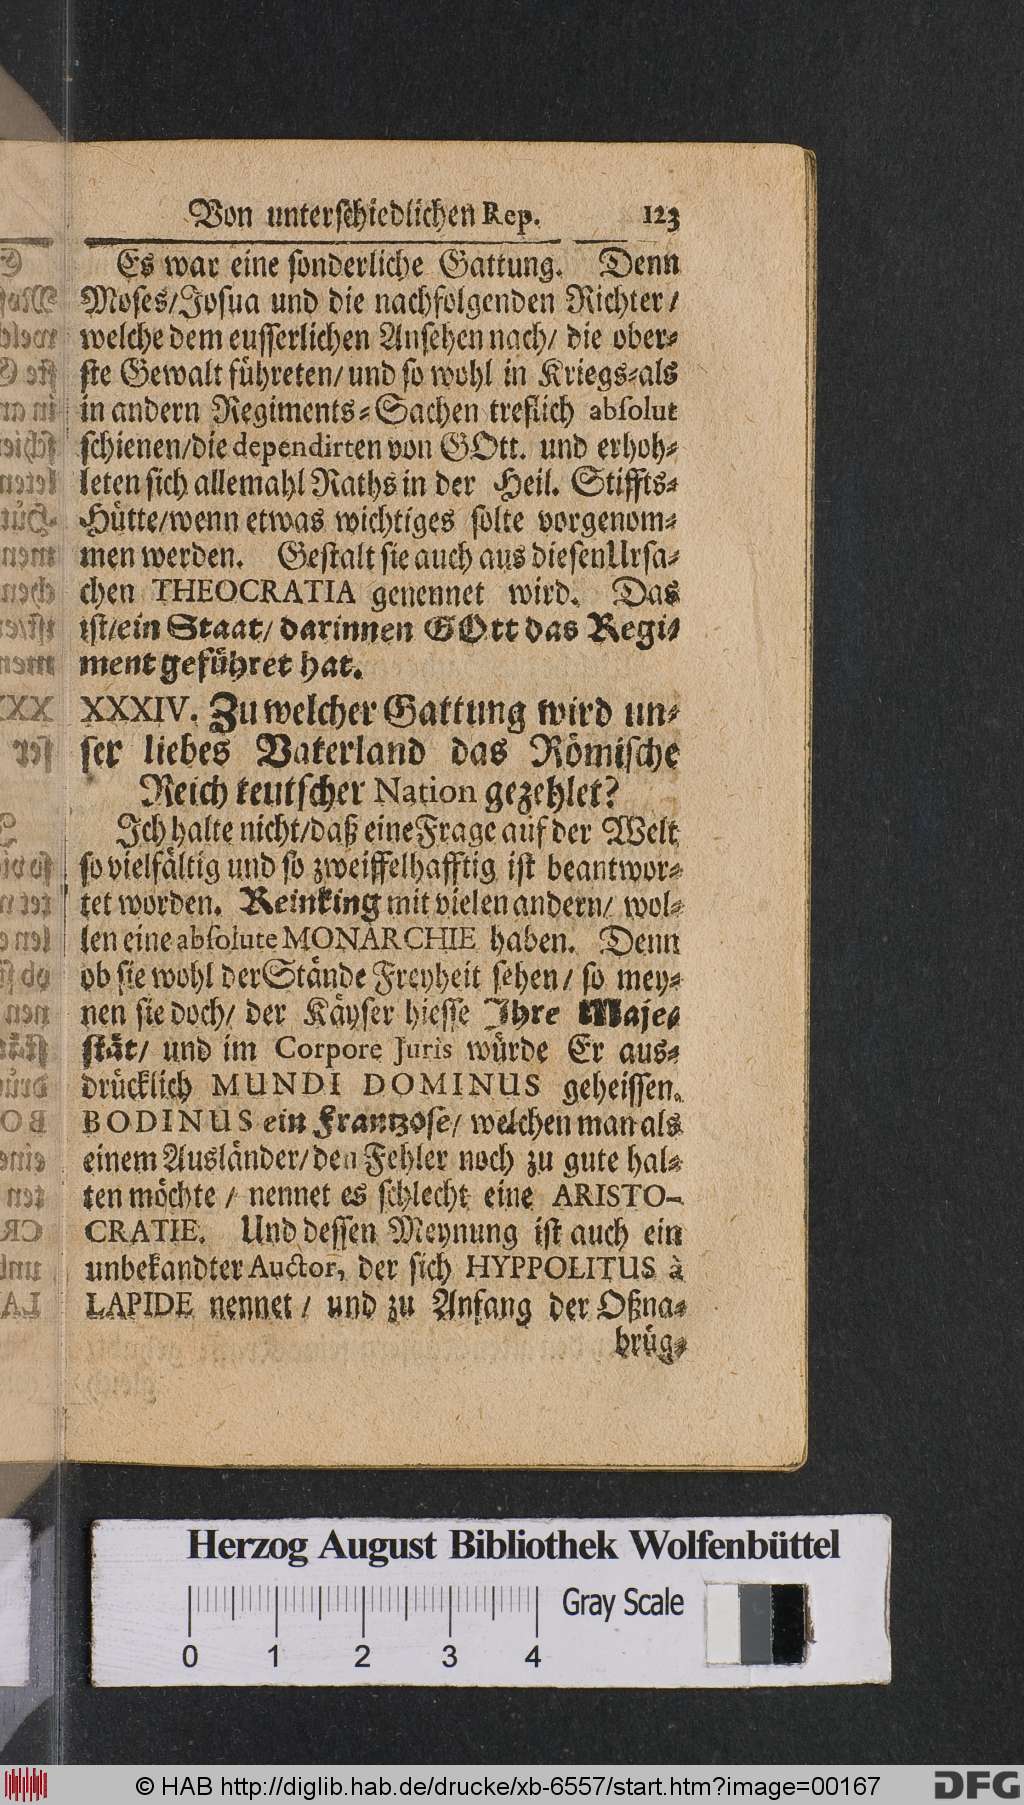 Von unterschiedlichen Rep. 123
Es war eine sonderliche Gattung. Denn
Moses/Josua und die nachfolgenden Richter/
welche dem eusserlichen Ansehen nach/ die ober-
ste Gewalt führeten/ und so wohl in Kriegs-als
in andern Regiments-Sachen treflich absolut
schienen/die dependirten von GOtt. und erhoh-
leten sich allemahl Raths in der Heil. Stiffts-
Hütte/wenn etwas wichtiges solte vorgenom-
men werden. Gestalt sie auch aus diesen Ursa-
chen THEOCRATIA genennet wird. Das
ist/ein Staat/ darinnen GOtt das Regi-
ment geführet hat.
XXXIV. Zu welcher Gattung wird un-
ser liebes Vaterland das Römische
Reich teutscher Nation gezehlet?
Ich halte nicht/daß eine Frage auf der Welt
so vielfältig und so zweiffelhafftig ist beantwor-
tet worden. Reinking mit vielen andern/ wol-
len eine absolute MONARCHIE haben. Denn
ob sie wohl der Stände Freyheit sehen/ so mey-
nen sie doch/ der Käyser hiesse Ihre Maje-
stät/ und im Corpore Juris würde Er aus-
drücklich MUNDI DOMINUS geheissen.
BODINUS ein Frantzose/ welchen man als
einem Ausländer/den Fehler noch zu gute hal-
ten möchte/ nennet es schlecht eine ARISTO-
CRATIE. Und dessen Meynung ist auch ein
unbekandter Auctor, der sich HYPPOLITUS à
LAPIDE nennet/ und zu Anfang der Oßna-
brüg-
Herzog August Bibliothek Wolfenbüttel
Gray Scale
0 1 2 3 4
© HAB http://diglib.hab.de/drucke/xb-6557/start.htm?image=00167
DFG